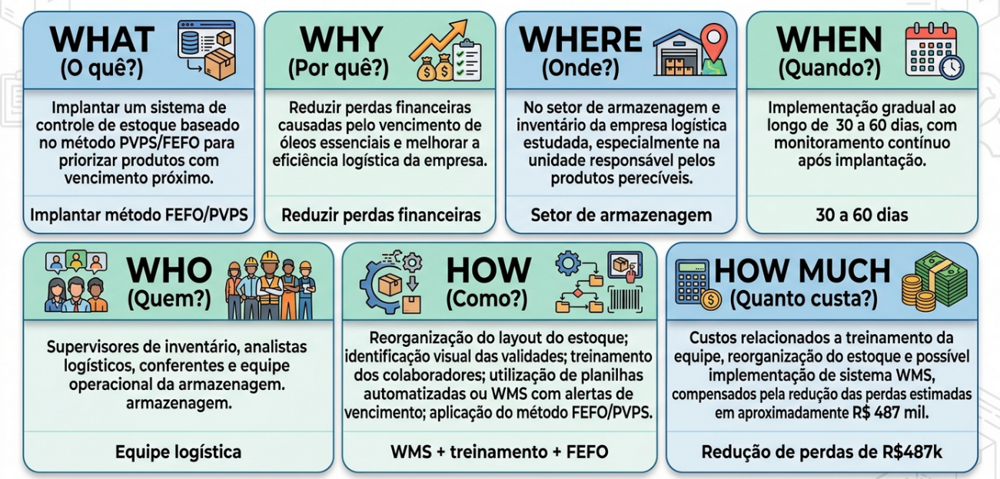 WHAT
(O quê?)
Implantar um sistema de
controle de estoque baseado
no método PVPS/FEFO para
priorizar produtos com
vencimento próximo.
Implantar método FEFO/PVPS
WHY
(Por quê?)
Reduzir perdas financeiras
causadas pelo vencimento de
óleos essenciais e melhorar a
eficiência logística da empresa.
Reduzir perdas financeiras
WHERE
(Onde?)
No setor de armazenagem e
inventário da empresa logística
estudada, especialmente na
unidade responsável pelos
produtos perecíveis.
Setor de armazenagem
WHEN
(Quando?)
Implementação gradual ao
longo de 30 a 60 dias, com
monitoramento contínuo
após implantação.
30 a 60 dias
WHO
(Quem?)
Supervisores de inventário, analistas
logísticos, conferentes e equipe
operacional da armazenagem.
armazenagem.
Equipe logística
HOW
(Como?)
Reorganização do layout do estoque;
identificação visual das validades; treinamento
dos colaboradores; utilização de planilhas
automatizadas ou WMS com alertas de
vencimento; aplicação do método FEFO/PVPS.
WMS + treinamento + FEFO
HOW MUCH
(Quanto custa?)
Custos relacionados a treinamento da
equipe, reorganização do estoque e possível
implementação de sistema WMS,
compensados pela redução das perdas estimadas
em aproximadamente R$ 487 mil.
Redução de perdas de R$487k